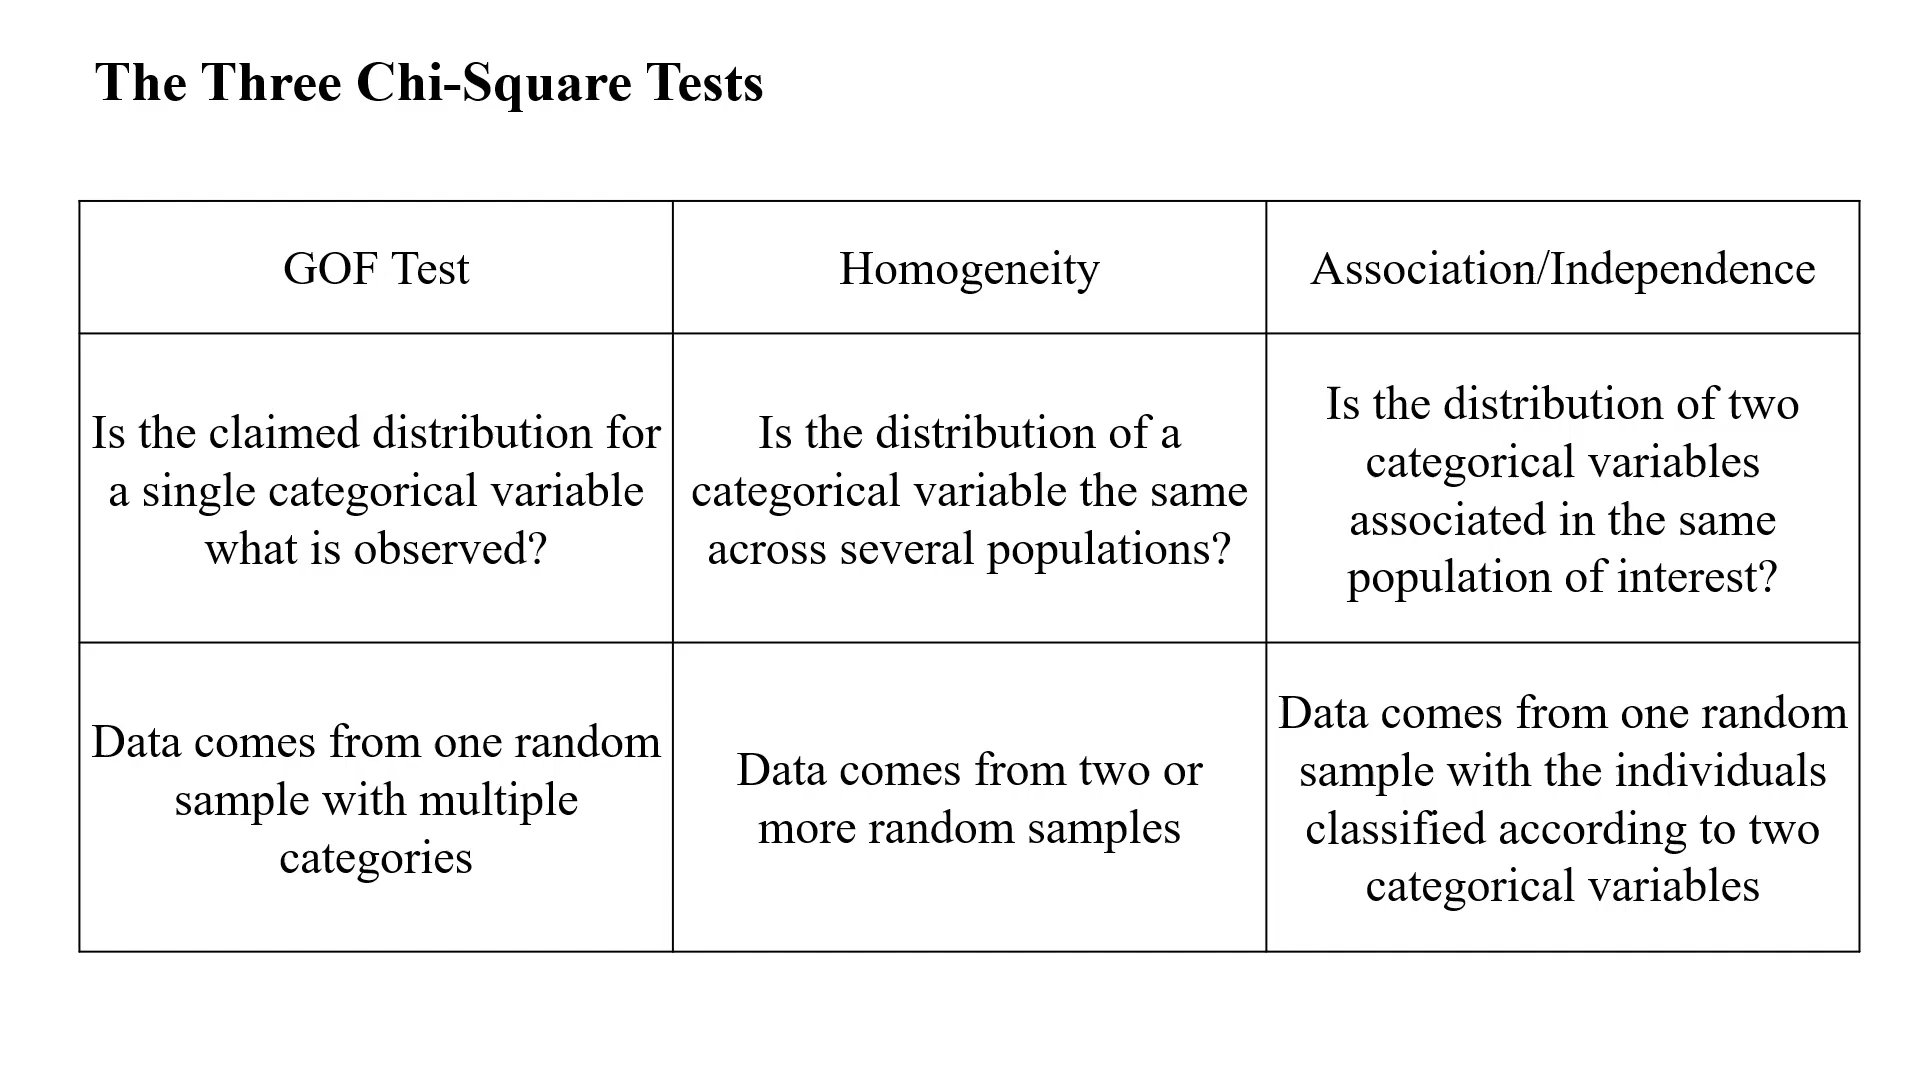 The Three Chi-Square Tests
GOF Test
Homogeneity
Association/Independence
Is the claimed distribution for
a single categorical variable
what is observed?
Is the distribution of a
categorical variable the same
across several populations?
Is the distribution of two
categorical variables
associated in the same
population of interest?
Data comes from one random
sample with multiple
categories
Data comes from two or
more random samples
Data comes from one random
sample with the individuals
classified according to two
categorical variables